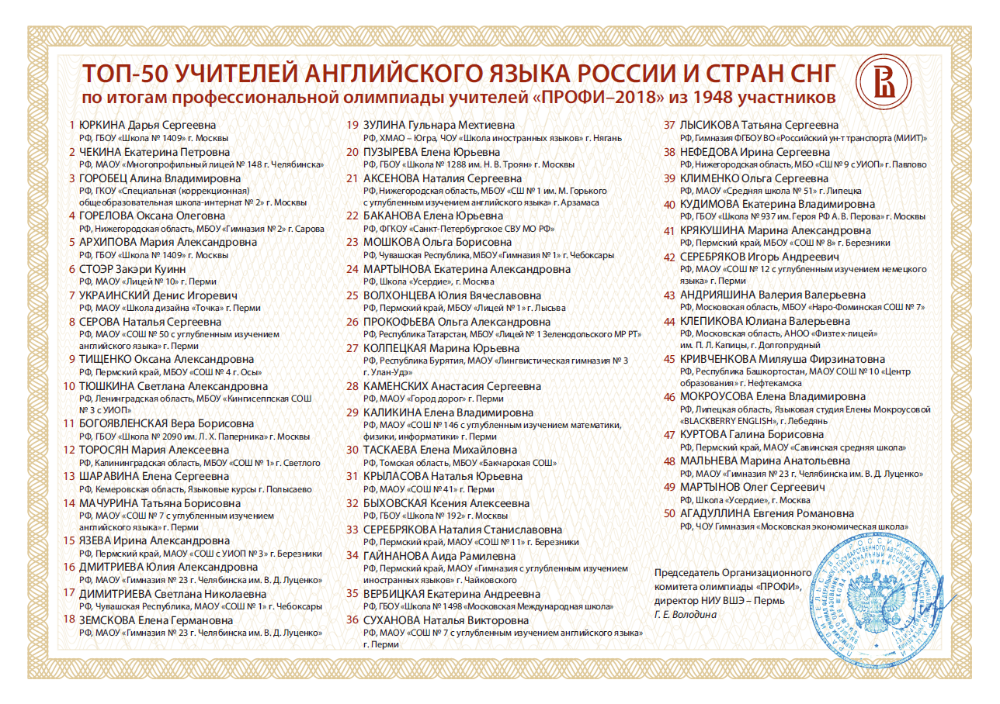 ТОП-50 УЧИТЕЛЕЙ АНГЛИЙСКОГО ЯЗЫКА РОССИИ И СТРАН СНГ
по итогам профессиональной олимпиады учителей «ПРОФИ–2018» из 1948 участников
1 ЮРКИНА Дарья Сергеевна
РФ, ГБОУ «Школа № 1409» г. Москвы
2 ЧЕКИНА Екатерина Петровна
РФ, МАОУ «Многопрофильный лицей № 148 г. Челябинска»
3 ГОРОБЕЦ Алина Владимировна
РФ, ГКОУ «Специальная (коррекционная)
общеобразовательная школа-интернат № 2» г. Москвы
4 ГОРЕЛОВА Оксана Олеговна
РФ, Нижегородская область, МБОУ «Гимназия № 2» г. Сарова
5 АРХИПОВА Мария Александровна
РФ, ГБОУ «Школа № 1409» г. Москвы
6 СТОЭР Закэри Куинн
РФ, МАОУ «Лицей № 10» г. Перми
7 УКРАИНСКИЙ Денис Игоревич
РФ, МАОУ «Школа дизайна «Точка» г. Перми
8 СЕРОВА Наталья Сергеевна
РФ, МАОУ «СОШ № 50 с углубленным изучением
английского языка» г. Перми
9 ТИЩЕНКО Оксана Александровна
РФ, Пермский край, МБОУ «СОШ № 4 г. Осы»
10 ТЮШКИНА Светлана Александровна
РФ, Ленинградская область, МБОУ «Кингисеппская СОШ
№ 3 с УИОП»
11 БОГОЯВЛЕНСКАЯ Вера Борисовна
РФ, ГБОУ «Школа № 2090 им. Л. Х. Паперника» г. Москвы
12 ТОРОСЯН Мария Алексеевна
РФ, Калининградская область, МБОУ «СОШ № 1» г. Светлого
13 ШАРАВИНА Елена Сергеевна
РФ, Кемеровская область, Языковые курсы г. Полысаево
14 МАЧУРИНА Татьяна Борисовна
РФ, МАОУ «СОШ № 7 с углубленным изучением
английского языка» г. Перми
15 ЯЗЕВА Ирина Александровна
РФ, Пермский край, МАОУ «СОШ с УИОП № 3» г. Березники
16 ДМИТРИЕВА Юлия Александровна
РФ, МАОУ «Гимназия № 23 г. Челябинска им. В. Д. Луценко»
17 ДИМИТРИЕВА Светлана Николаевна
РФ, Чувашская Республика, МАОУ «СОШ № 1» г. Чебоксары
18 ЗЕМСКОВА Елена Германовна
РФ, МАОУ «Гимназия № 23 г. Челябинска им. В. Д. Луценко»
19 ЗУЛИНА Гульнара Мехтиевна
РФ, ХМАО – Югра, ЧОУ «Школа иностранных языков» г. Нягань
20 ПУЗЫРЕВА Елена Юрьевна
РФ, ГБОУ «Школа № 1288 им. Н. В. Троян» г. Москвы
21 АКСЕНОВА Наталия Сергеевна
РФ, Нижегородская область, МБОУ «СШ № 1 им. М. Горького
с углубленным изучением английского языка» г. Арзамаса
22 БАКАНОВА Елена Юрьевна
РФ, ФГКОУ «Санкт-Петербургское СВУ МО РФ»
23 МОШКОВА Ольга Борисовна
РФ, Чувашская Республика, МБОУ «Гимназия № 1» г. Чебоксары
24 МАРТЫНОВА Екатерина Александровна
РФ, Школа «Усердие», г. Москва
25 ВОЛХОНЦЕВА Юлия Вячеславовна
РФ, Пермский край, МБОУ «Лицей № 1» г. Лысьва
26 ПРОКОФЬЕВА Ольга Александровна
РФ, Республика Татарстан, МБОУ «Лицей № 1 Зеленодольского МР РТ»
27 КОЛПЕЦКАЯ Марина Юрьевна
РФ, Республика Бурятия, МАОУ «Лингвистическая гимназия № 3
г. Улан-Удэ»
28 КАМЕНСКИХ Анастасия Сергеевна
РФ, МАОУ «Город дорог» г. Перми
29 КАЛИКИНА Елена Владимировна
РФ, МАОУ «СОШ № 146 с углубленным изучением математики,
физики, информатики» г. Перми
30 ТАСКАЕВА Елена Михайловна
РФ, Томская область, МБОУ «Бакчарская СОШ»
31 КРЫЛАСОВА Наталья Юрьевна
РФ, МАОУ «СОШ № 41» г. Перми
32 БЫХОВСКАЯ Ксения Алексеевна
РФ, ГБОУ «Школа № 192» г. Москвы
33 СЕРЕБРЯКОВА Наталия Станиславовна
РФ, Пермский край, МАОУ «СОШ № 11» г. Березники
34 ГАЙНАНОВА Аида Рамилевна
РФ, Пермский край, МАОУ «Гимназия с углубленным изучением
иностранных языков» г. Чайковского
35 ВЕРБИЦКАЯ Екатерина Андреевна
РФ, ГБОУ «Школа № 1498 «Московская Международная школа»
36 СУХАНОВА Наталья Викторовна
РФ, МАОУ «СОШ № 7 с углубленным изучением английского языка»
г. Перми
37 ЛЫСИКОВА Татьяна Сергеевна
РФ, Гимназия ФГБОУ ВО «Российский ун-т транспорта (МИИТ)»
38 НЕФЕДОВА Ирина Сергеевна
РФ, Нижегородская область, МБО «СШ № 9 с УИОП» г. Павлово
39 КЛИМЕНКО Ольга Сергеевна
РФ, МАОУ «Средняя школа № 51» г. Липецка
40 КУДИМОВА Екатерина Владимировна
РФ, ГБОУ «Школа № 937 им. Героя РФ А. В. Перова» г. Москвы
41 КРЯКУШИНА Марина Александровна
РФ, Пермский край, МБОУ «СОШ № 8» г. Березники
42 СЕРЕБРЯКОВ Игорь Андреевич
РФ, МАОУ «СОШ № 12 с углубленным изучением немецкого
языка» г. Перми
43 АНДРИЯШИНА Валерия Валерьевна
РФ, Московская область, МБОУ «Наро-Фоминская СОШ № 7»
44 КЛЕПИКОВА Юлиана Валерьевна
РФ, Московская область, АНОО «Физтех-лицей»
им. П. Л. Капицы, г. Долгопрудный
45 КРИВЧЕНКОВА Миляуша Фирзинатовна
РФ, Республика Башкортостан, МАОУ СОШ № 10 «Центр
образования» г. Нефтекамска
46 МОКРОУСОВА Елена Владимировна
РФ, Липецкая область, Языковая студия Елены Мокроусовой
«BLACKBERRY ENGLISH», г. Лебедянь
47 КУРТОВА Галина Борисовна
РФ, Пермский край, МАОУ «Савинская средняя школа»
48 МАЛЬНЕВА Марина Анатольевна
РФ, МАОУ «Гимназия № 23 г. Челябинска им. В. Д. Луценко»
49 МАРТЫНОВ Олег Сергеевич
РФ, Школа «Усердие», г. Москва
50 АГАДУЛЛИНА Евгения Романовна
РФ, ЧОУ Гимназия «Московская экономическая школа»
Председатель Организационного
комитета олимпиады «ПРОФИ»,
директор НИУ ВШЭ – Пермь
Г. Е. Володина